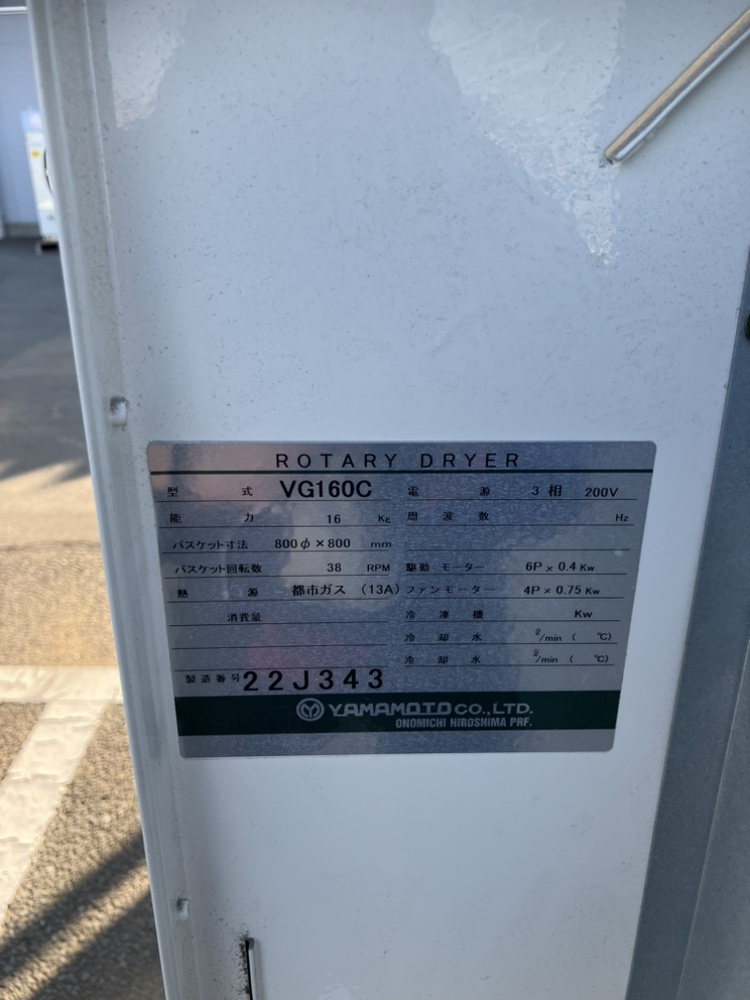 ROTARY DRYER
型式 VG160C 電源 3相 200V
能力 16 Kg 周波数 Hz
バスケット寸法 800φ×800 mm
バスケット回転数 38 RPM 駆動モーター 6P × 0.4 Kw
熱源 都市ガス (13A) ファンモーター 4P × 0.75 Kw
消費量 冷凍機 Kw
冷却水 ℓ/min ( ℃)
冷却水 ℓ/min ( ℃)
製造番号 22J343
YAMAMOTO CO.,LTD.
ONOMICHI HIROSHIMA PRF.